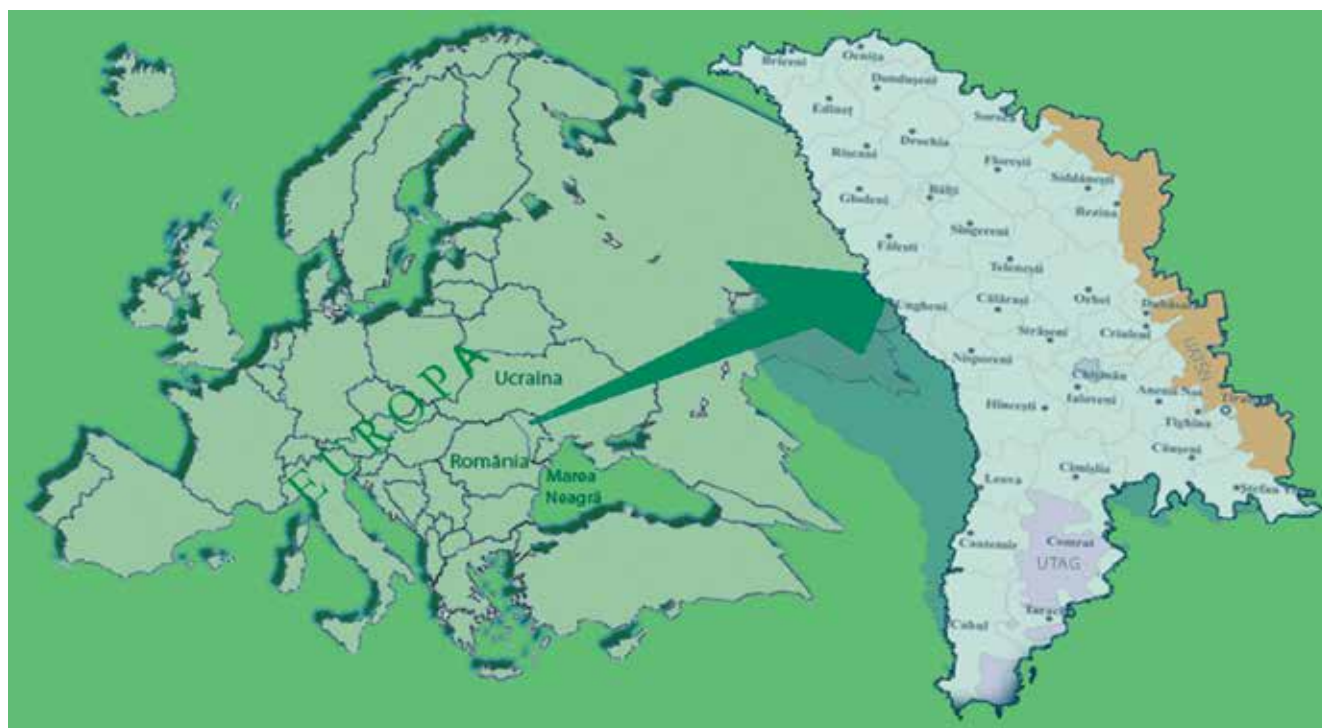 EUROPA
Ucraina
România
Marea
Neagră
Briceni
Ocnița
Dondușeni
Edineț
Soroca
Drochia
Rîșcani
Florești
Șoldănești
Glodeni
Bălți
Rezina
Sîngerei
Fălești
Telenești
Ungheni
Călărași
Orhei
Dubăsari
Strășeni
Criuleni
Nisporeni
UATSN
Chișinău
Anenii Noi
Ialoveni
Hîncești
Tighina
Căușeni
Cimișlia
Leova
Ștefan V
Cantemir
Comrat
UTAG
Cahul